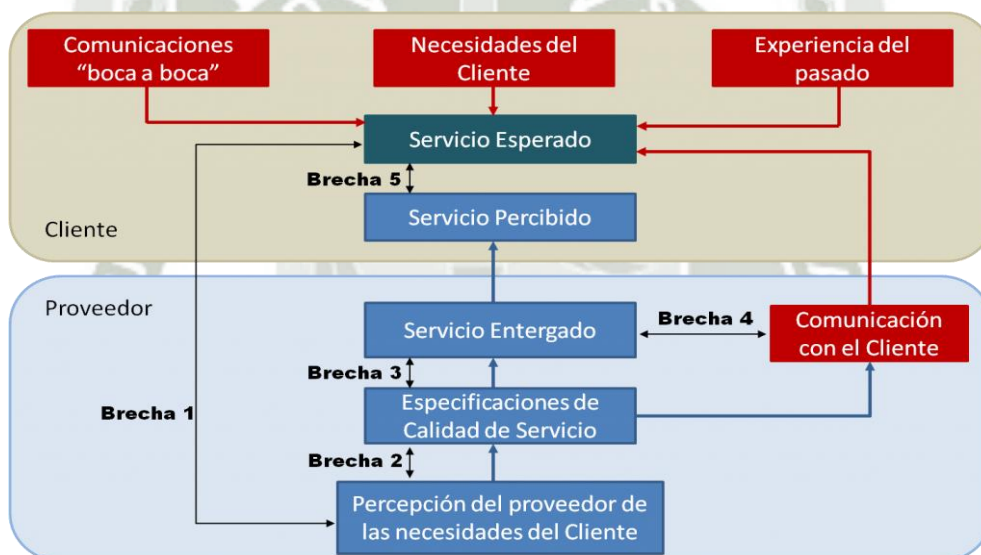 Comunicaciones
“boca a boca”
Necesidades del
Cliente
Experiencia del
pasado
Servicio Esperado
Brecha 5
Servicio Percibido
Cliente
Proveedor
Servicio Entergado
Brecha 4
Comunicación
con el Cliente
Brecha 3
Brecha 1
Especificaciones de
Calidad de Servicio
Brecha 2
Percepción del proveedor de
las necesidades del Cliente